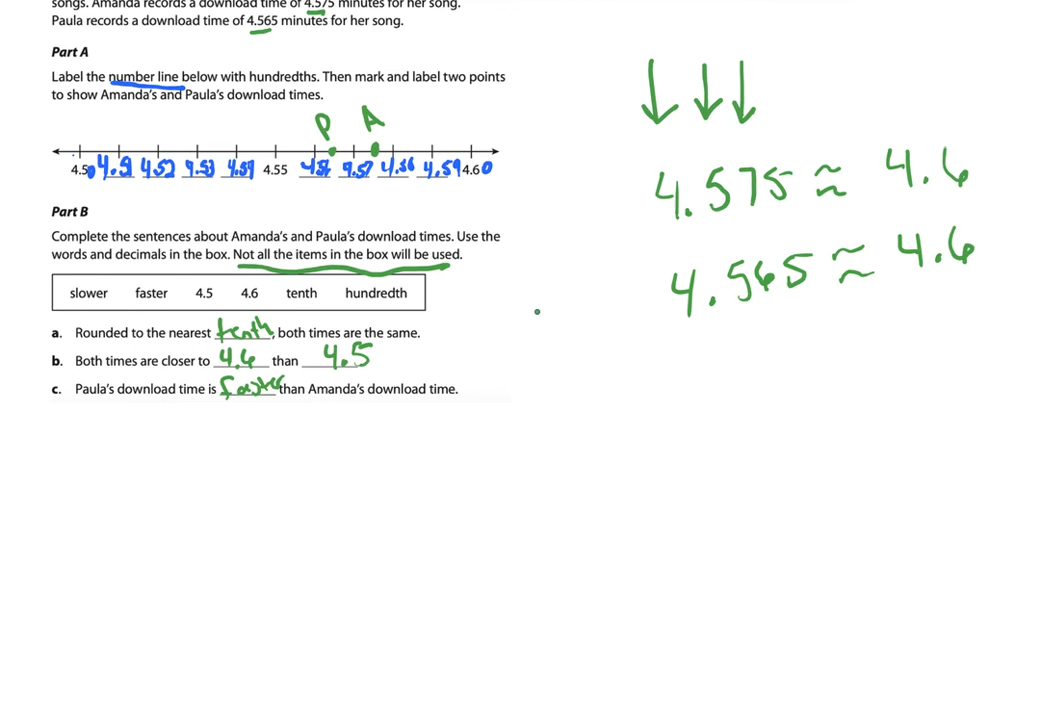 songs. Amanda records a download time of 4.575 minutes for her song.
Paula records a download time of 4.565 minutes for her song.
Part A
Label the number line below with hundredths. Then mark and label two points
to show Amanda's and Paula's download times.
P A
4.50 4.51 4.52 4.53 4.54 4.55 4.56 4.57 4.58 4.59 4.60
Part B
Complete the sentences about Amanda's and Paula's download times. Use the
words and decimals in the box. Not all the items in the box will be used.
slower faster 4.5 4.6 tenth hundredth
a. Rounded to the nearest tenth, both times are the same.
b. Both times are closer to 4.6 than 4.5
c. Paula's download time is faster than Amanda's download time.
4.575 ≈ 4.6
4.565 ≈ 4.6